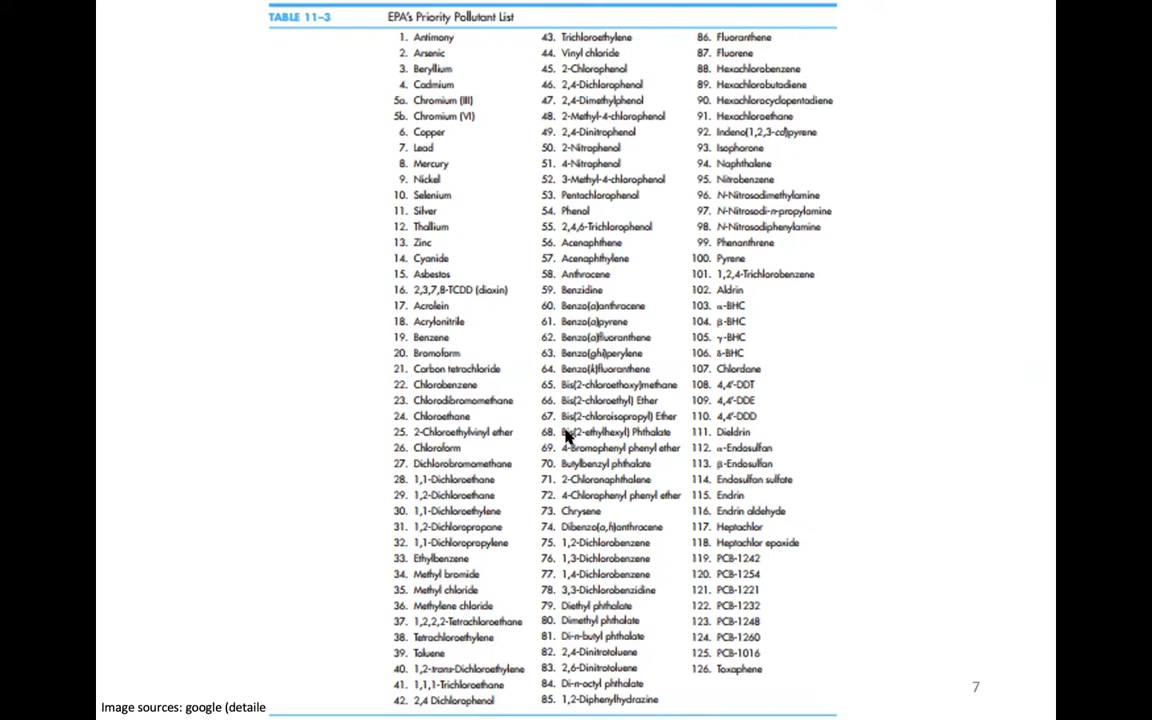 TABLE 11–3 EPA's Priority Pollutant List
1. Antimony
2. Arsenic
3. Beryllium
4. Cadmium
5a. Chromium (III)
5b. Chromium (VI)
6. Copper
7. Lead
8. Mercury
9. Nickel
10. Selenium
11. Silver
12. Thallium
13. Zinc
14. Cyanide
15. Asbestos
16. 2,3,7,8-TCDD (dioxin)
17. Acrolein
18. Acrylonitrile
19. Benzene
20. Bromoform
21. Carbon tetrachloride
22. Chlorobenzene
23. Chlorodibromomethane
24. Chloroethane
25. 2-Chloroethylvinyl ether
26. Chloroform
27. Dichlorobromomethane
28. 1,1-Dichloroethane
29. 1,2-Dichloroethane
30. 1,1-Dichloroethylene
31. 1,2-Dichloropropane
32. 1,1-Dichloropropylene
33. Ethylbenzene
34. Methyl bromide
35. Methyl chloride
36. Methylene chloride
37. 1,2,2,2-Tetrachloroethane
38. Tetrachloroethylene
39. Toluene
40. 1,2-trans-Dichloroethylene
41. 1,1,1-Trichloroethane
42. 2,4 Dichlorophenol
43. Trichloroethylene
44. Vinyl chloride
45. 2-Chlorophenol
46. 2,4-Dichlorophenol
47. 2,4-Dimethylphenol
48. 2-Methyl-4-chlorophenol
49. 2,4-Dinitrophenol
50. 2-Nitrophenol
51. 4-Nitrophenol
52. 3-Methyl-4-chlorophenol
53. Pentachlorophenol
54. Phenol
55. 2,4,6-Trichlorophenol
56. Acenaphthene
57. Acenaphthylene
58. Anthracene
59. Benzidine
60. Benzo(a)anthracene
61. Benzo(a)pyrene
62. Benzo(a)fluoranthene
63. Benzo(ghi)perylene
64. Benzo(k)fluoranthene
65. Bis(2-chloroethoxy)methane
66. Bis(2-chloroethyl) Ether
67. Bis(2-chloroisopropyl) Ether
68. Bis(2-ethylhexyl) Phthalate
69. 4-Bromophenyl phenyl ether
70. Butylbenzyl phthalate
71. 2-Chloronaphthalene
72. 4-Chlorophenyl phenyl ether
73. Chrysene
74. Dibenzo(a,h)anthracene
75. 1,2-Dichlorobenzene
76. 1,3-Dichlorobenzene
77. 1,4-Dichlorobenzene
78. 3,3-Dichlorobenzidine
79. Diethyl phthalate
80. Dimethyl phthalate
81. Di-n-butyl phthalate
82. 2,4-Dinitrotoluene
83. 2,6-Dinitrotoluene
84. Di-n-octyl phthalate
85. 1,2-Diphenylhydrazine
86. Fluoranthene
87. Fluorene
88. Hexachlorobenzene
89. Hexachlorobutadiene
90. Hexachlorocyclopentadiene
91. Hexachloroethane
92. Indeno(1,2,3-cd)pyrene
93. Isophorone
94. Naphthalene
95. Nitrobenzene
96. N-Nitrosodimethylamine
97. N-Nitrosodi-n-propylamine
98. N-Nitrosodiphenylamine
99. Phenanthrene
100. Pyrene
101. 1,2,4-Trichlorobenzene
102. Aldrin
103. α-BHC
104. β-BHC
105. γ-BHC
106. δ-BHC
107. Chlordane
108. 4,4′-DDT
109. 4,4′-DDE
110. 4,4′-DDD
111. Dieldrin
112. α-Endosulfan
113. β-Endosulfan
114. Endosulfan sulfate
115. Endrin
116. Endrin aldehyde
117. Heptachlor
118. Heptachlor epoxide
119. PCB-1242
120. PCB-1254
121. PCB-1221
122. PCB-1232
123. PCB-1248
124. PCB-1260
125. PCB-1016
126. Toxaphene
7
Image sources: google (detaile